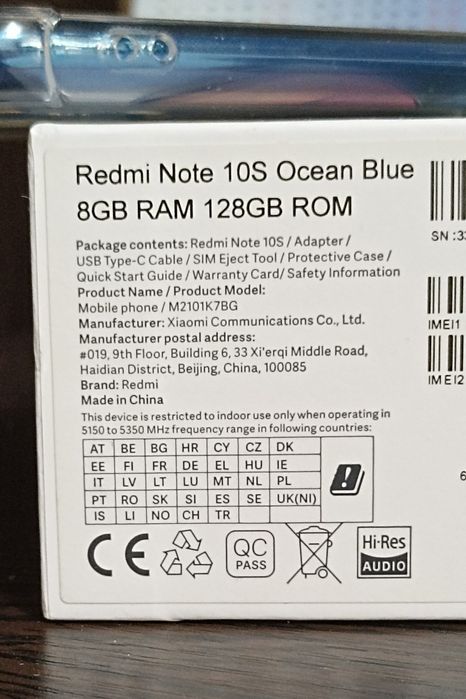 Redmi Note 10S Ocean Blue
8GB RAM 128GB ROM
SN :33
Package contents: Redmi Note 10S / Adapter /
USB Type-C Cable / SIM Eject Tool / Protective Case /
Quick Start Guide / Warranty Card/ Safety Information
Product Name / Product Model:
Mobile phone / M2101K7BG
Manufacturer: Xiaomi Communications Co., Ltd.
IMEI1
Manufacturer postal address:
#019, 9th Floor, Building 6, 33 Xi'erqi Middle Road,
Haidian District, Beijing, China, 100085
IMEI2
Brand: Redmi
Made in China
This device is restricted to indoor use only when operating in
5150 to 5350 MHz frequency range in following countries:
AT BE BG HR CY CZ DK
EE FI FR DE EL HU IE
IT LV LT LU MT NL PL
PT RO SK SI ES SE UK(NI)
IS LI NO CH TR
6
CE
QC
PASS
Hi-Res
AUDIO